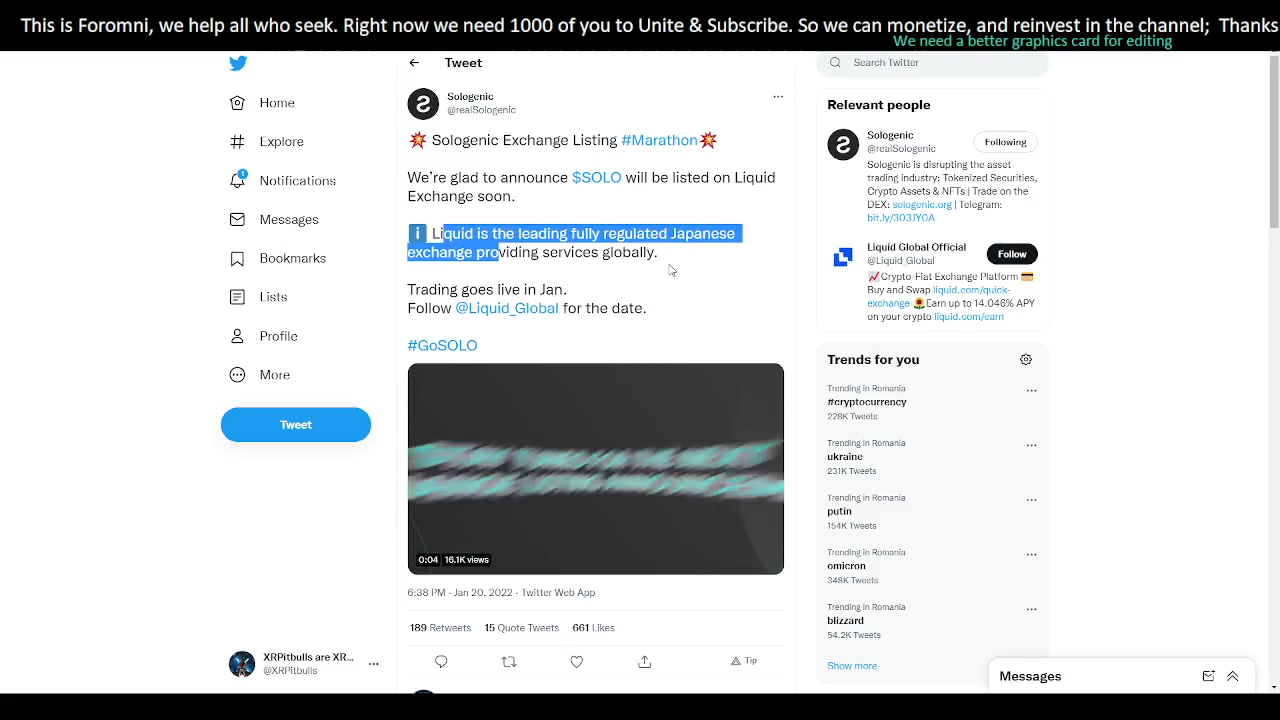 This is Foromni, we help all who seek. Right now we need 1000 of you to Unite & Subscribe. So we can monetize, and reinvest in the channel; Thanks
We need a better graphics card for editing
Home
Explore
1
Notifications
Messages
Bookmarks
Lists
Profile
More
Tweet
XRPitbulls are XR...
@XRPitbulls
Tweet
Sologenic
@realSologenic
💥 Sologenic Exchange Listing #Marathon💥
We're glad to announce $SOLO will be listed on Liquid
Exchange soon.
ℹ️ Liquid is the leading fully regulated Japanese
exchange providing services globally.
Trading goes live in Jan.
Follow @Liquid_Global for the date.
#GoSOLO
0:04 16.1K views
6:38 PM · Jan 20, 2022 · Twitter Web App
189 Retweets 15 Quote Tweets 661 Likes
Tip
Search Twitter
Relevant people
Sologenic
@realSologenic
Following
Sologenic is disrupting the asset
trading industry: Tokenized Securities,
Crypto Assets & NFTs | Trade on the
DEX: sologenic.org | Telegram:
bit.ly/303JY0A
Liquid Global Official
@Liquid_Global
Follow
📈Crypto-Fiat Exchange Platform 💳
Buy and Swap liquid.com/quick-
exchange 🌻Earn up to 14.046% APY
on your crypto liquid.com/earn
Trends for you
Trending in Romania
#cryptocurrency
228K Tweets
Trending in Romania
ukraine
231K Tweets
Trending in Romania
putin
154K Tweets
Trending in Romania
omicron
348K Tweets
Trending in Romania
blizzard
54.2K Tweets
Show more
Messages